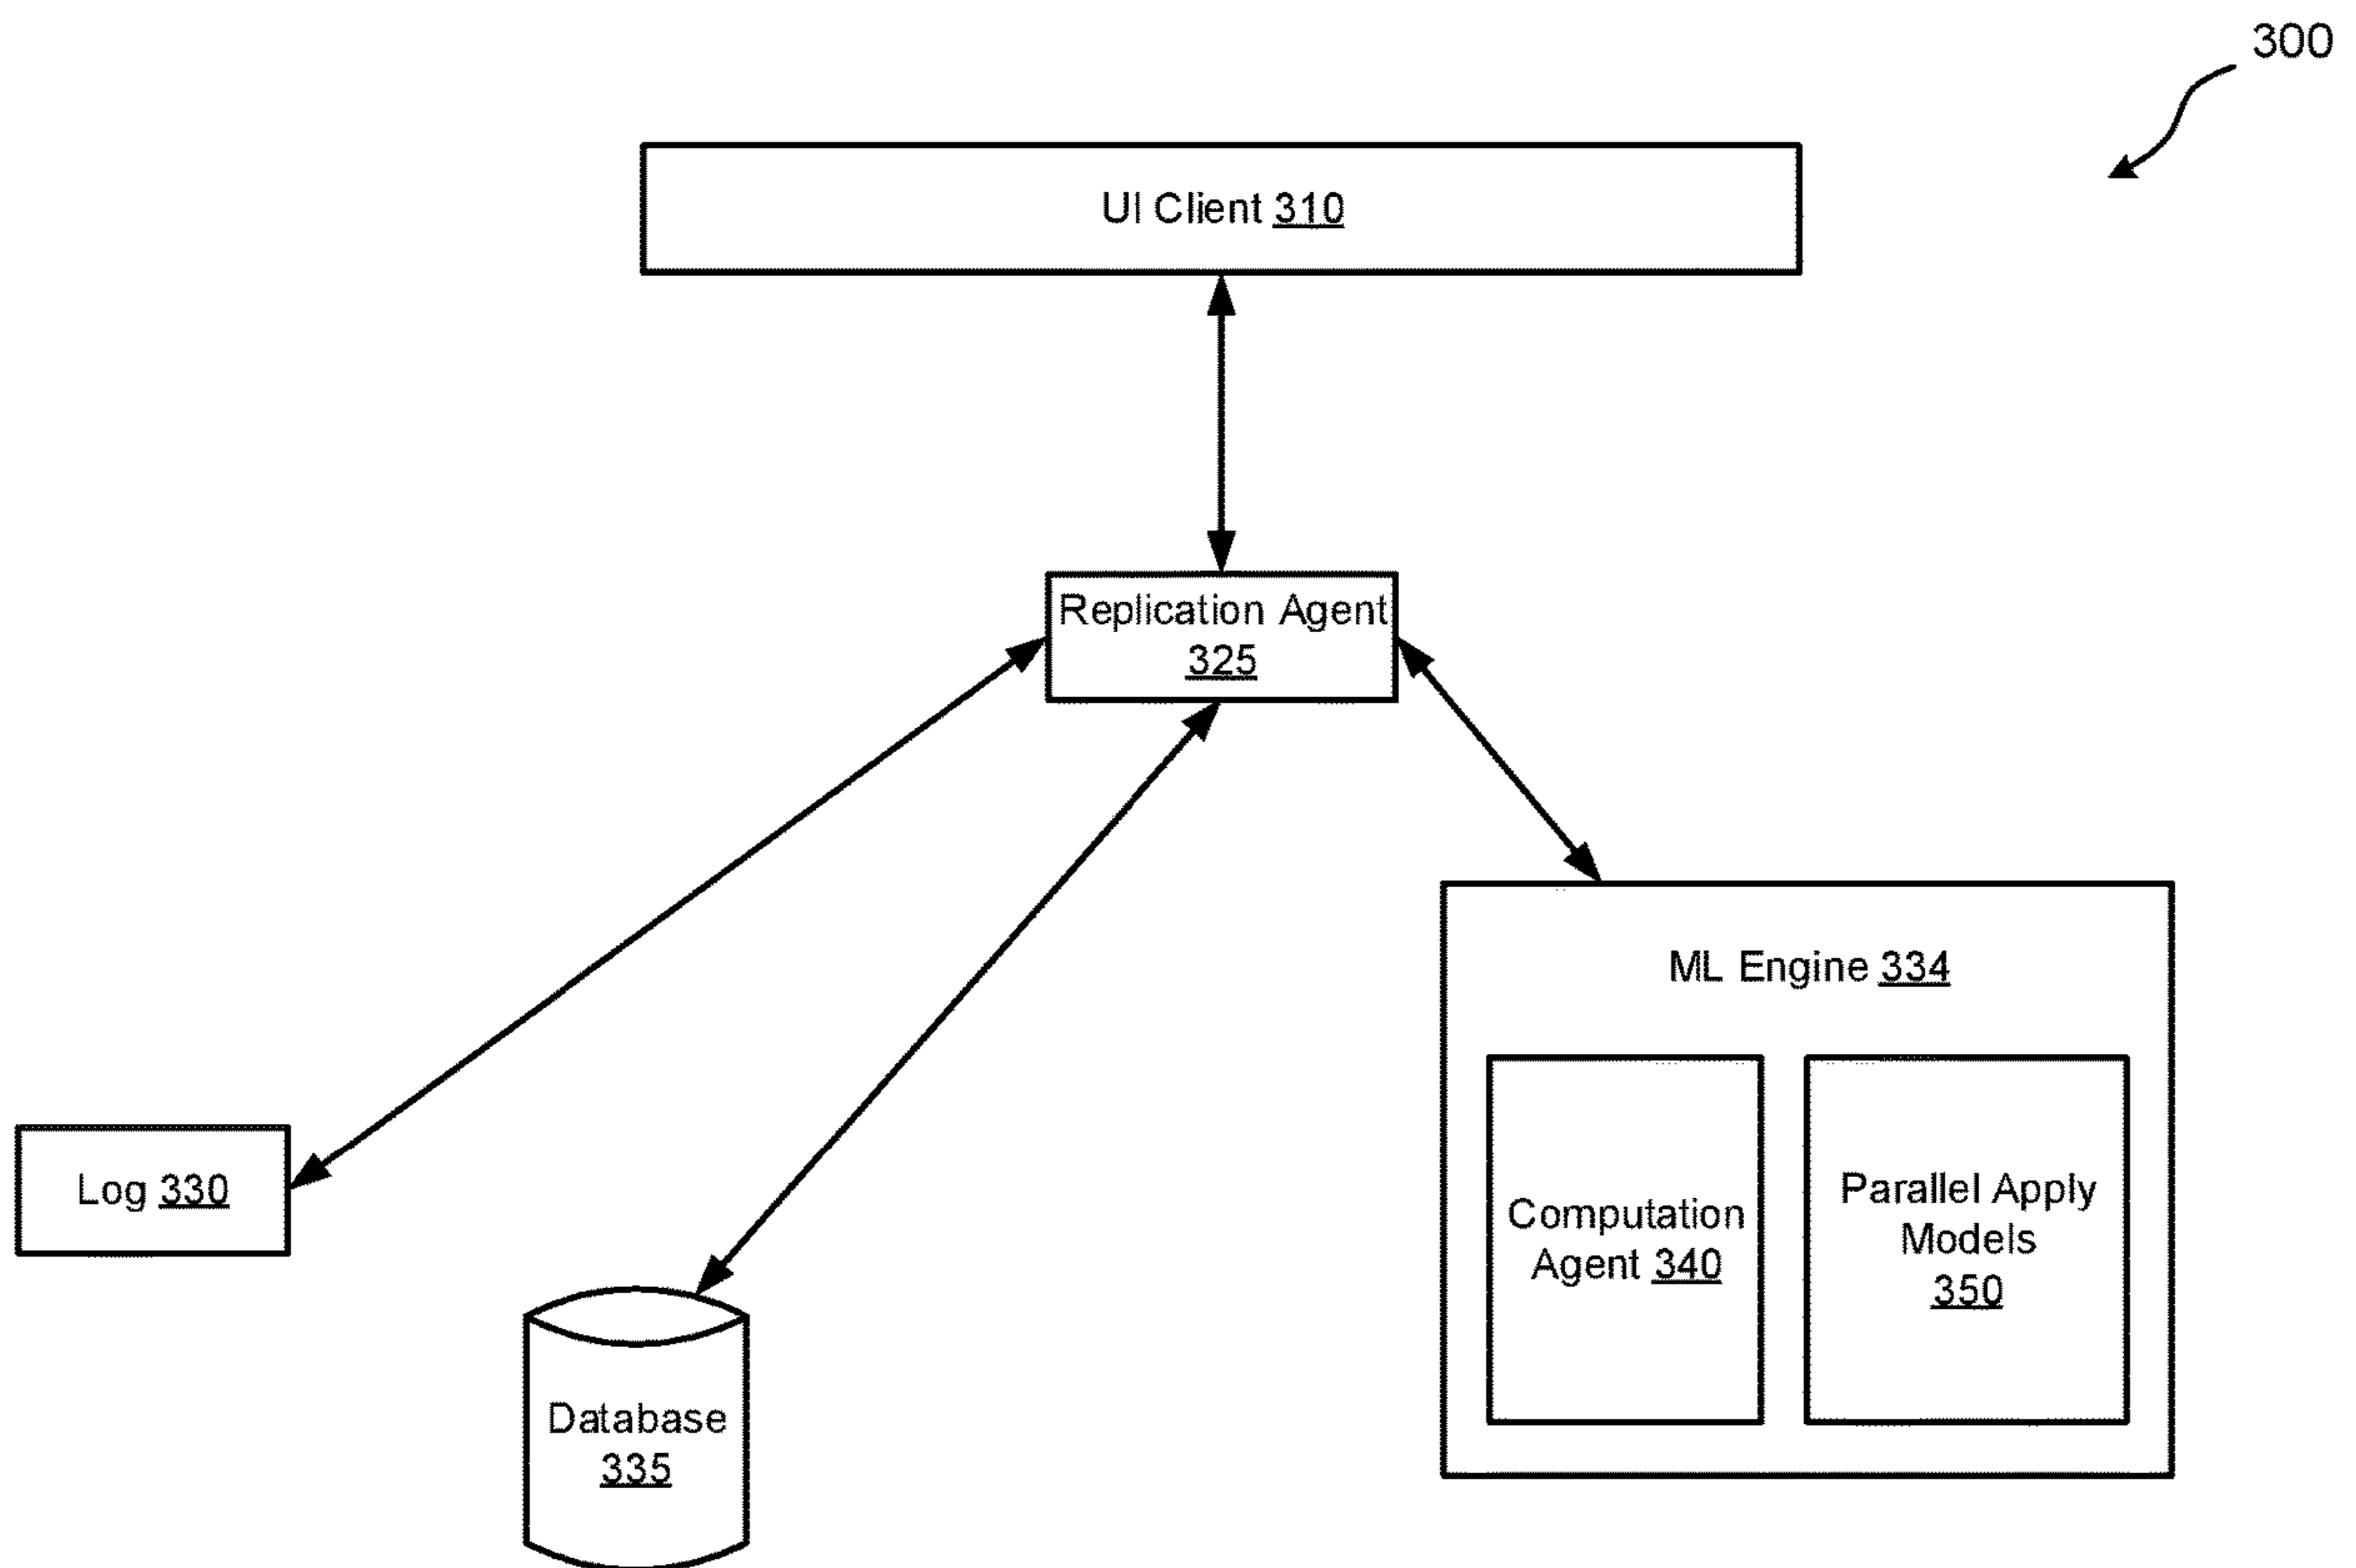 300
UI Client 310
Replication Agent
325
ML Engine 334
Log 330
Computation
Agent 340
Parallel Apply
Models
350
Database
335